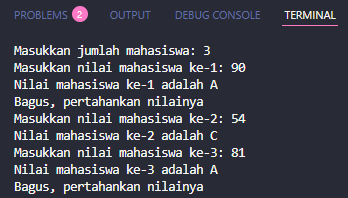 PROBLEMS 2 OUTPUT DEBUG CONSOLE TERMINAL
Masukkan jumlah mahasiswa: 3
Masukkan nilai mahasiswa ke-1: 90
Nilai mahasiswa ke-1 adalah A
Bagus, pertahankan nilainya
Masukkan nilai mahasiswa ke-2: 54
Nilai mahasiswa ke-2 adalah C
Masukkan nilai mahasiswa ke-3: 81
Nilai mahasiswa ke-3 adalah A
Bagus, pertahankan nilainya